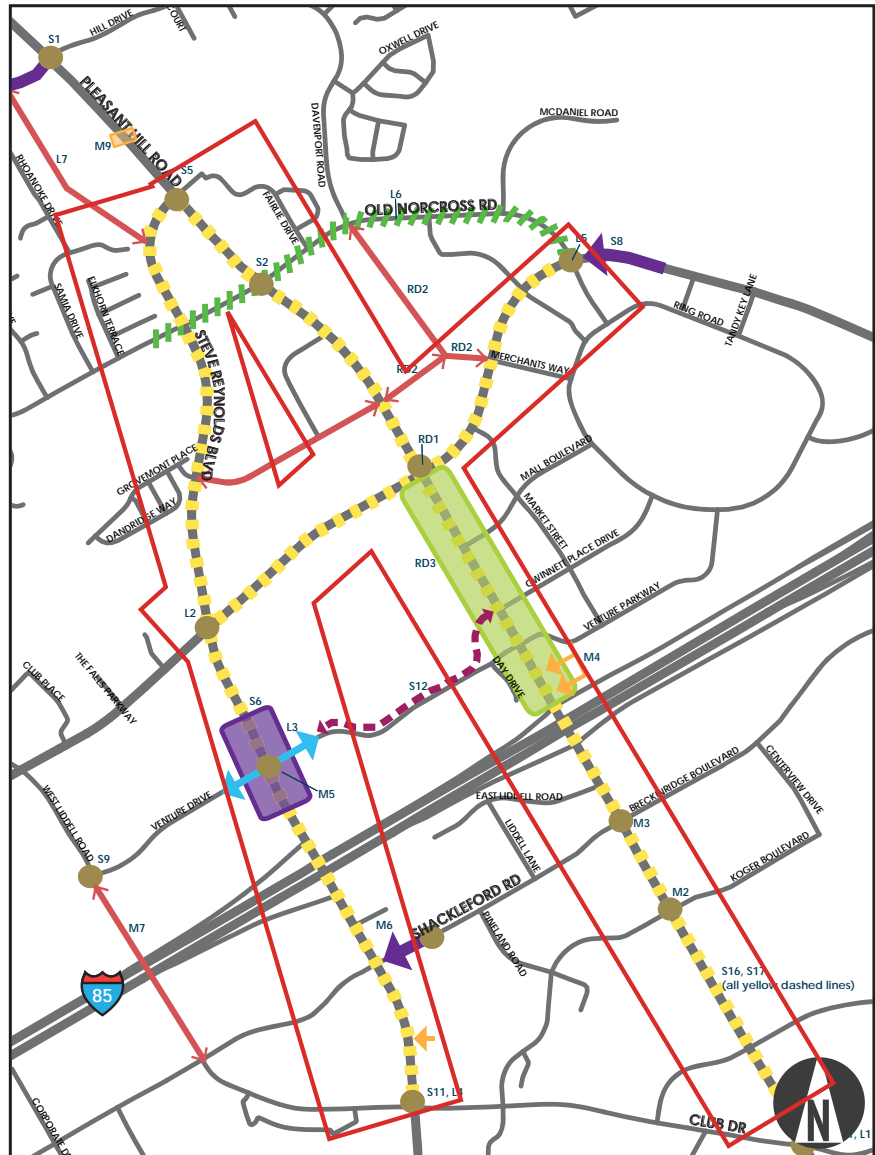 S1
HILL DRIVE
COURT
OXWELL DRIVE
PLEASANT HILL ROAD
M9
L7
S5
RHOANOKE DRIVE
DAVENPORT ROAD
MCDANIEL ROAD
L6
OLD NORCROSS RD
FAIRLIE DRIVE
S2
L5
S8
RD2
TANDY KEY LANE
RING ROAD
SAMIA DRIVE
ELKHORN TERRACE
STEVE REYNOLDS BLVD
RD2
RD2
MERCHANTS WAY
RD1
GROVEMONT PLACE
DANDRIDGE WAY
MALL BOULEVARD
MARKET STREET
RD3
GWINNETT PLACE DRIVE
VENTURE PARKWAY
L2
M4
DAY DRIVE
CLUB PLACE
THE FALLS PARKWAY
S12
S6
L3
M5
WEST LIDDELL ROAD
VENTURE DRIVE
EAST LIDDELL ROAD
BRECKINRIDGE BOULEVARD
CENTERVIEW DRIVE
M3
LIDDELL LANE
KOGER BOULEVARD
S9
M2
SHACKLEFORD RD
M6
M7
PINELAND ROAD
S16, S17
(all yellow dashed lines)
85
S11, L1
CORPORATE
CLUB DR
N
, L1